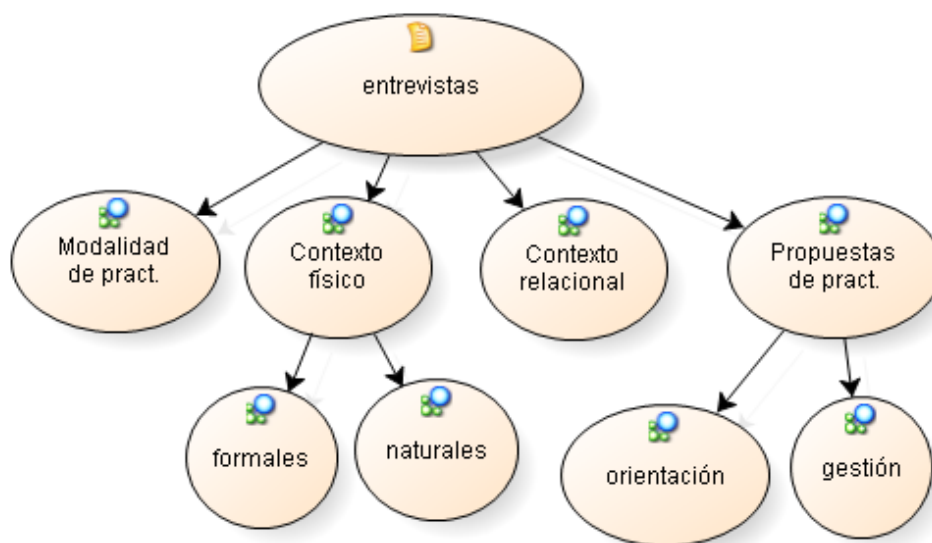 entrevistas
Modalidad
de pract.
Contexto
físico
Contexto
relacional
Propuestas
de pract.
formales
naturales
orientación
gestión